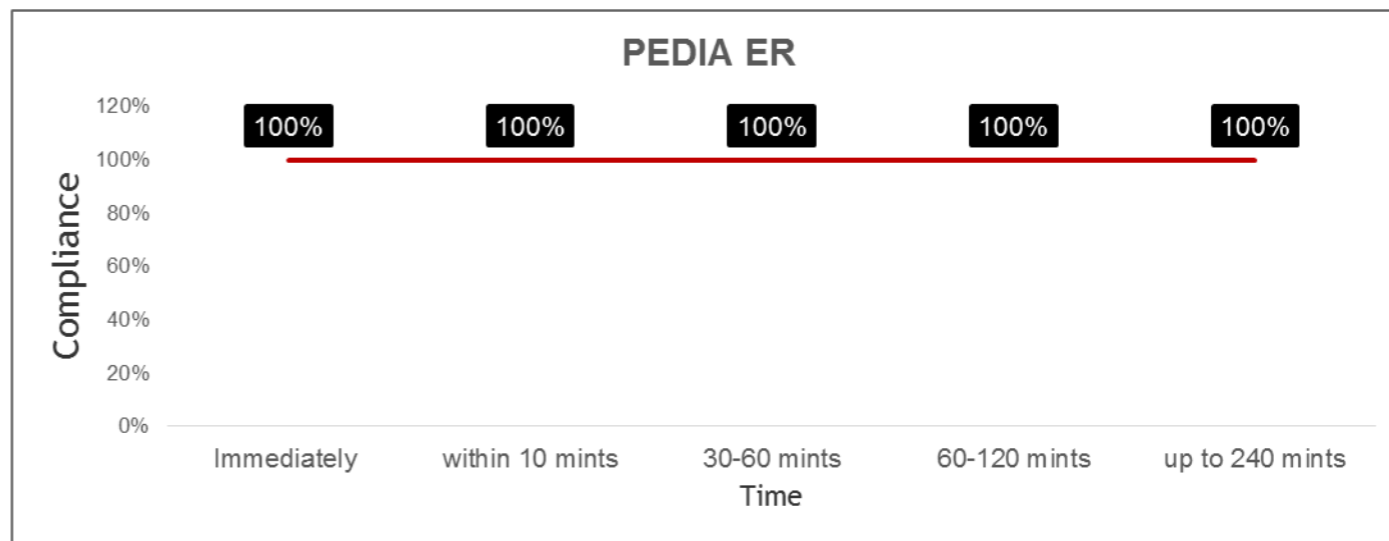 PEDIA ER
120%
100% 100% 100% 100% 100%
100%
80%
60%
40%
20%
0%
Compliance
Immediately within 10 mints 30-60 mints 60-120 mints up to 240 mints
Time